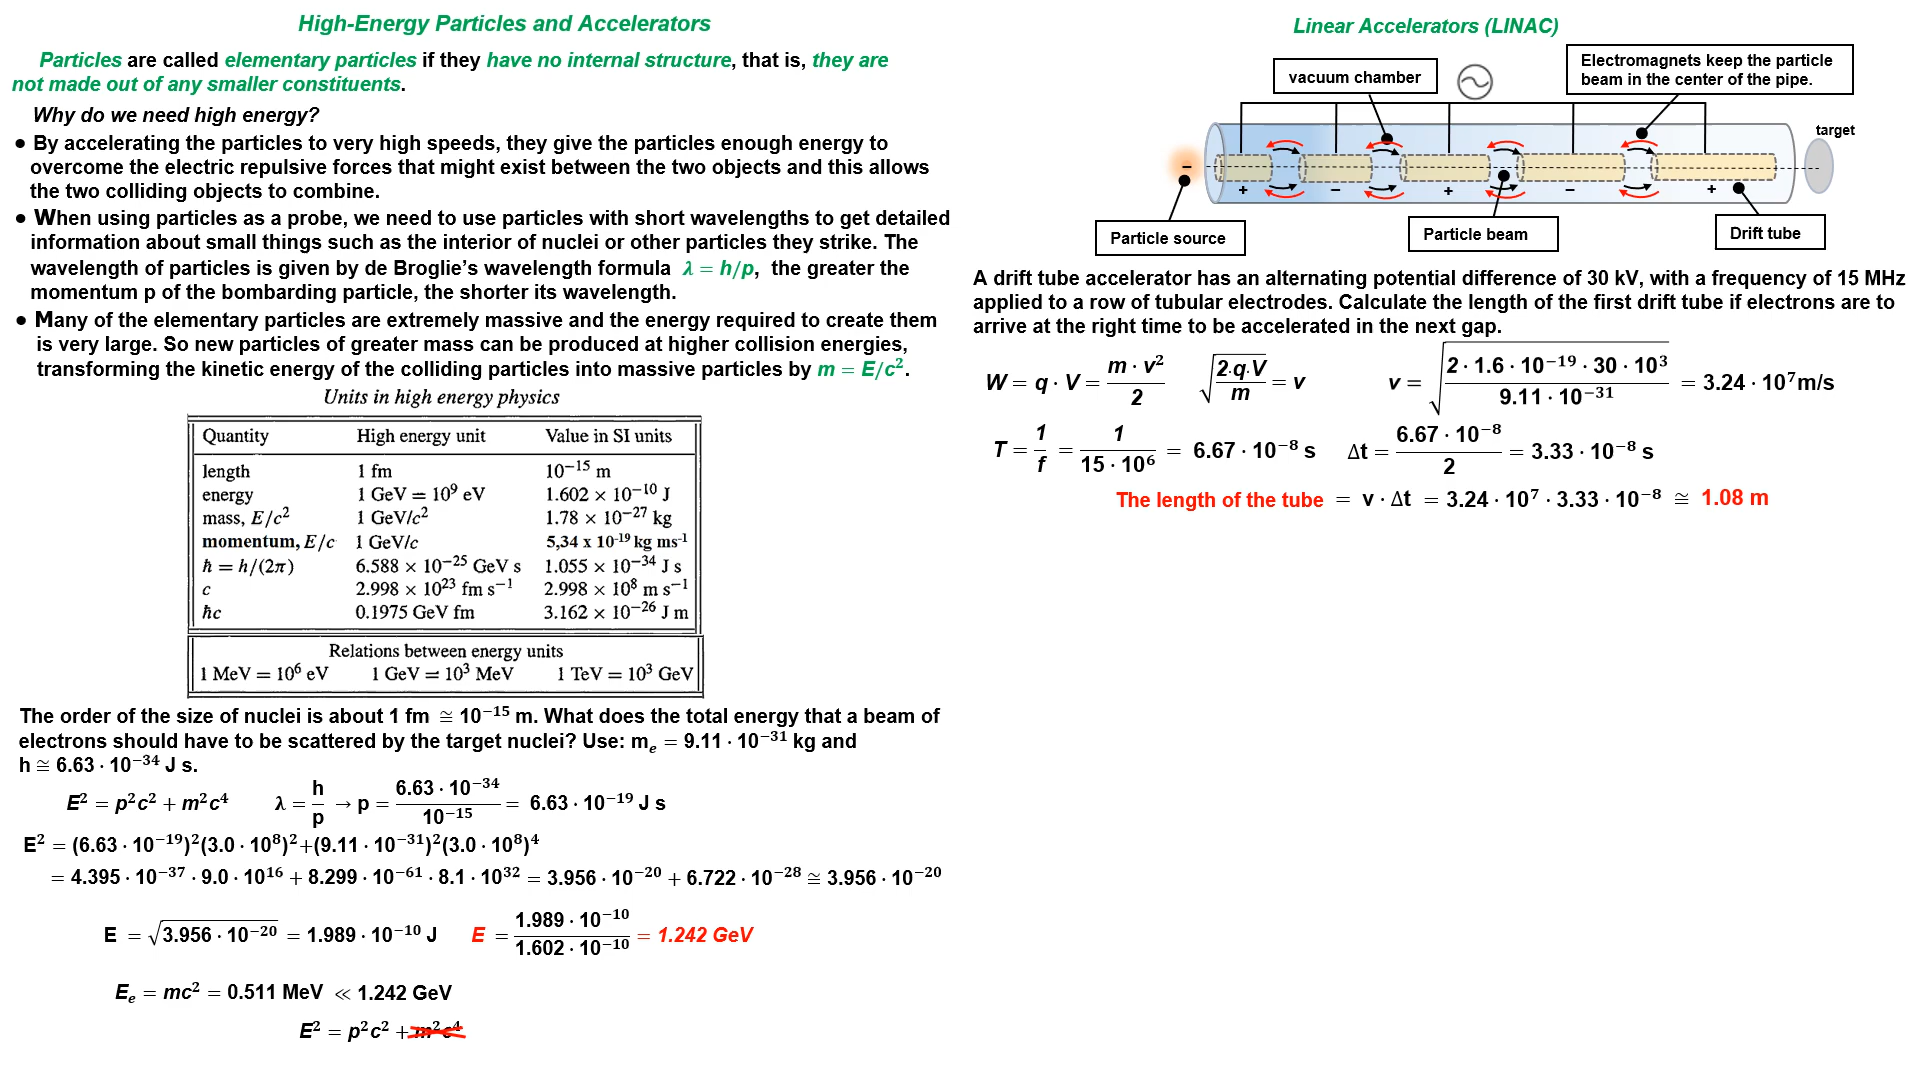 High-Energy Particles and Accelerators
Particles are called elementary particles if they have no internal structure, that is, they are
not made out of any smaller constituents.
Why do we need high energy?
● By accelerating the particles to very high speeds, they give the particles enough energy to
overcome the electric repulsive forces that might exist between the two objects and this allows
the two colliding objects to combine.
● When using particles as a probe, we need to use particles with short wavelengths to get detailed
information about small things such as the interior of nuclei or other particles they strike. The
wavelength of particles is given by de Broglie's wavelength formula λ = h/p, the greater the
momentum p of the bombarding particle, the shorter its wavelength.
● Many of the elementary particles are extremely massive and the energy required to create them
is very large. So new particles of greater mass can be produced at higher collision energies,
transforming the kinetic energy of the colliding particles into massive particles by m = E/c².
Units in high energy physics
Quantity High energy unit Value in SI units
length 1 fm 10⁻¹⁵ m
energy 1 GeV = 10⁹ eV 1.602 × 10⁻¹⁰ J
mass, E/c² 1 GeV/c² 1.78 × 10⁻²⁷ kg
momentum, E/c 1 GeV/c 5,34 x 10⁻¹⁹ kg ms⁻¹
ħ = h/(2π) 6.588 × 10⁻²⁵ GeV s 1.055 × 10⁻³⁴ J s
c 2.998 × 10²³ fm s⁻¹ 2.998 × 10⁸ m s⁻¹
ħc 0.1975 GeV fm 3.162 × 10⁻²⁶ J m
Relations between energy units
1 MeV = 10⁶ eV 1 GeV = 10³ MeV 1 TeV = 10³ GeV
The order of the size of nuclei is about 1 fm ≅ 10⁻¹⁵ m. What does the total energy that a beam of
electrons should have to be scattered by the target nuclei? Use: mₑ = 9.11 · 10⁻³¹ kg and
h ≅ 6.63 · 10⁻³⁴ J s.
E² = p²c² + m²c⁴ λ = h/p → p = 6.63 · 10⁻³⁴ / 10⁻¹⁵ = 6.63 · 10⁻¹⁹ J s
E² = (6.63 · 10⁻¹⁹)²(3.0 · 10⁸)²+(9.11 · 10⁻³¹)²(3.0 · 10⁸)⁴
= 4.395 · 10⁻³⁷ · 9.0 · 10¹⁶ + 8.299 · 10⁻⁶¹ · 8.1 · 10³² = 3.956 · 10⁻²⁰ + 6.722 · 10⁻²⁸ ≅ 3.956 · 10⁻²⁰
E = √(3.956 · 10⁻²⁰) = 1.989 · 10⁻¹⁰ J E = 1.989 · 10⁻¹⁰ / 1.602 · 10⁻¹⁰ = 1.242 GeV
Eₑ = mc² = 0.511 MeV ≪ 1.242 GeV
E² = p²c² + m²c⁴
Linear Accelerators (LINAC)
vacuum chamber
Electromagnets keep the particle
beam in the center of the pipe.
target
−
+ − + − +
Particle source
Particle beam
Drift tube
A drift tube accelerator has an alternating potential difference of 30 kV, with a frequency of 15 MHz
applied to a row of tubular electrodes. Calculate the length of the first drift tube if electrons are to
arrive at the right time to be accelerated in the next gap.
W = q · V = m · v² / 2 √(2·q·V / m) = v v = √(2 · 1.6 · 10⁻¹⁹ · 30 · 10³ / 9.11 · 10⁻³¹) = 3.24 · 10⁷ m/s
T = 1/f = 1 / 15 · 10⁶ = 6.67 · 10⁻⁸ s Δt = 6.67 · 10⁻⁸ / 2 = 3.33 · 10⁻⁸ s
The length of the tube = v · Δt = 3.24 · 10⁷ · 3.33 · 10⁻⁸ ≅ 1.08 m